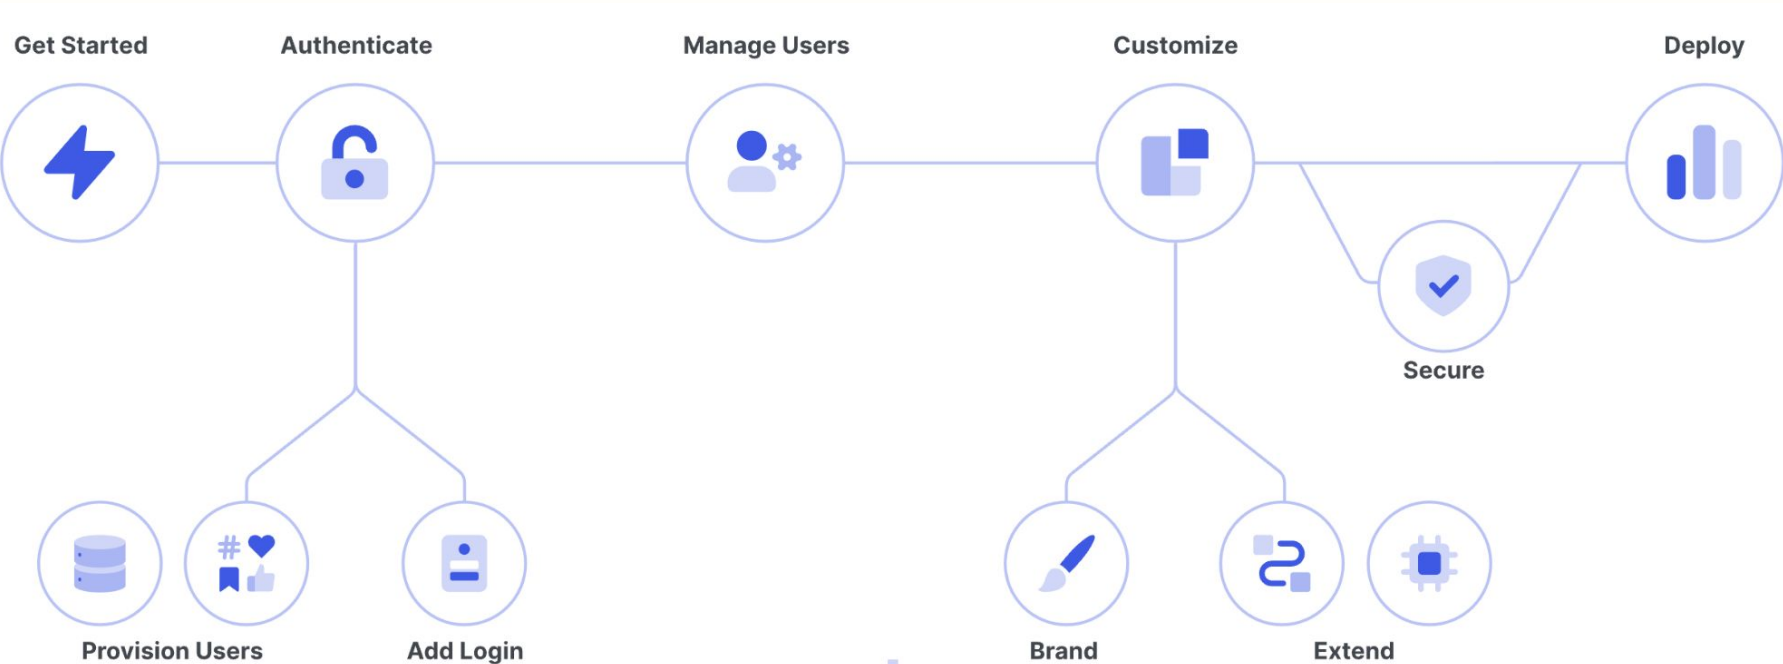 Get Started
Authenticate
Manage Users
Customize
Deploy
Secure
Provision Users
Add Login
Brand
Extend